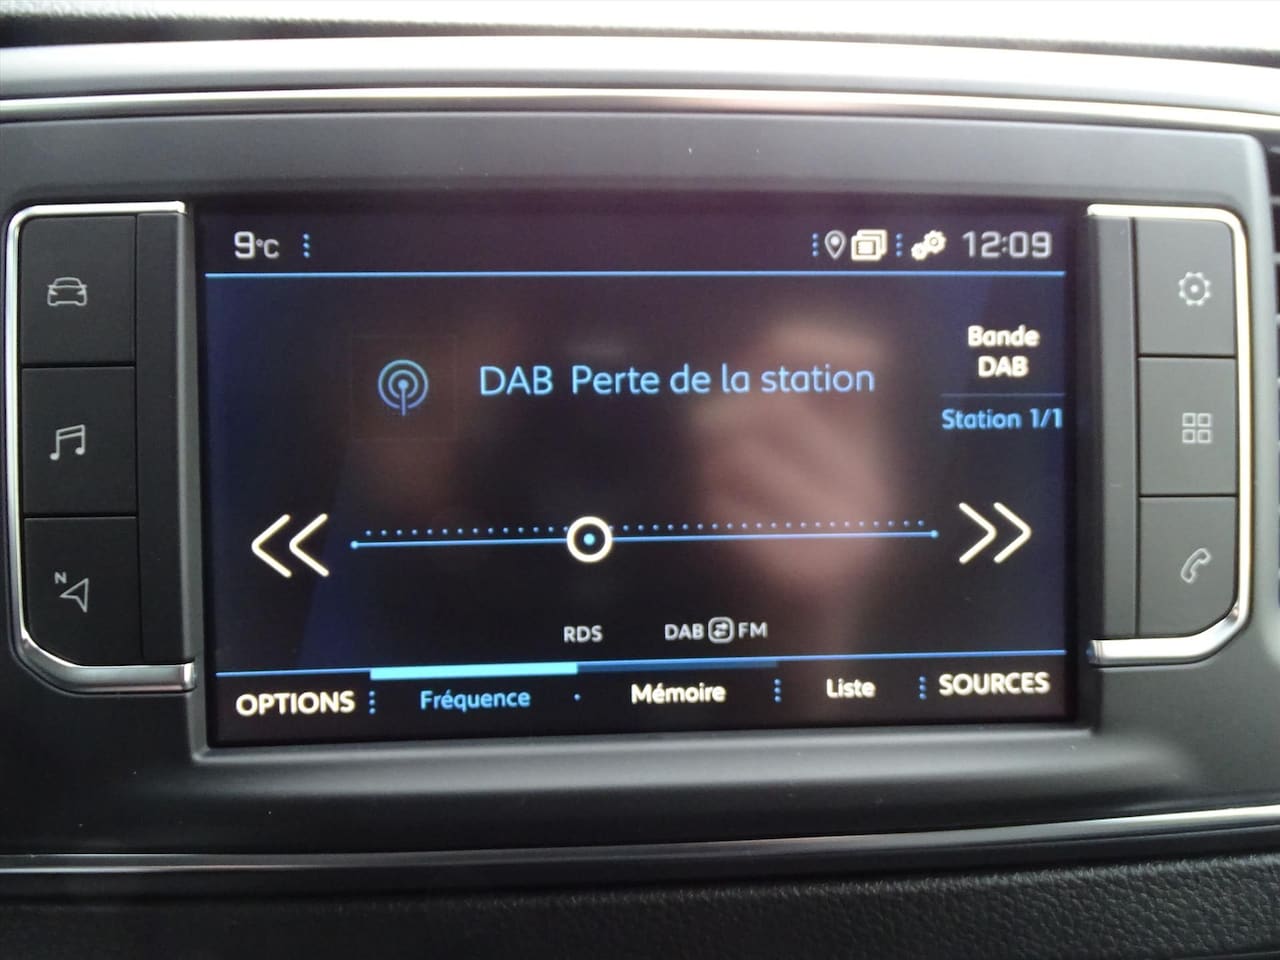 9°C
12:09
Bande
DAB
DAB Perte de la station
Station 1/1
N
RDS
DAB FM
OPTIONS
Fréquence
Mémoire
Liste
SOURCES